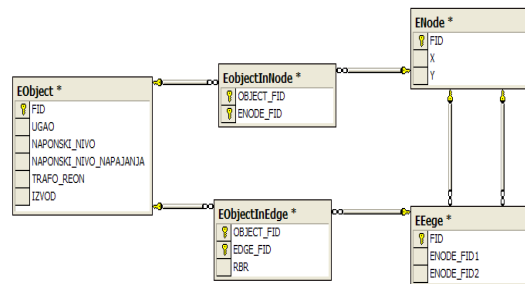 ENode *
FID
X
Y
EobjectInNode *
OBJECT_FID
ENODE_FID
EObject *
FID
UGAO
NAPONSKI_NIVO
NAPONSKI_NIVO_NAPAJANJA
TRAFO_REON
IZVOD
EObjectInEdge *
OBJECT_FID
EDGE_FID
RBR
EEege *
FID
ENODE_FID1
ENODE_FID2